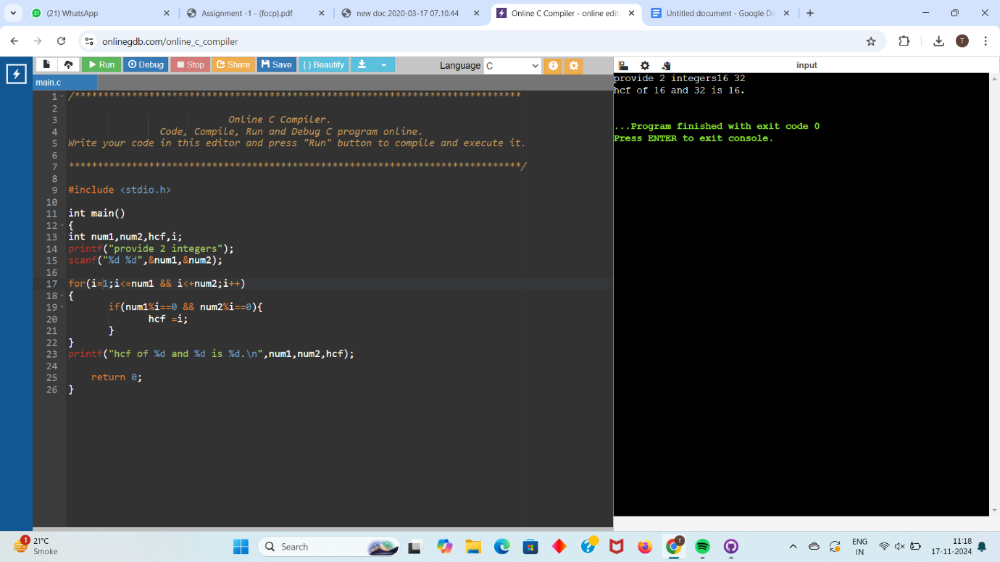 (21) WhatsApp
Assignment -1 - (focp).pdf
new doc 2020-03-17 07.10.44
Online C Compiler - online edit
Untitled document - Google Do
onlinegdb.com/online_c_compiler
T
Run
Debug
Stop
Share
Save
{ } Beautify
Language C
input
main.c
1 /******************************************************************************
2
3 Online C Compiler.
4 Code, Compile, Run and Debug C program online.
5 Write your code in this editor and press "Run" button to compile and execute it.
6
7 *******************************************************************************/
8
9 #include <stdio.h>
10
11 int main()
12 {
13 int num1,num2,hcf,i;
14 printf("provide 2 integers");
15 scanf("%d %d",&num1,&num2);
16
17 for(i=1;i<=num1 && i<+num2;i++)
18 {
19 if(num1%i==0 && num2%i==0){
20 hcf =i;
21 }
22 }
23 printf("hcf of %d and %d is %d.\n",num1,num2,hcf);
24
25 return 0;
26 }
provide 2 integers16 32
hcf of 16 and 32 is 16.
...Program finished with exit code 0
Press ENTER to exit console.
1
21°C
Smoke
Search
ENG
IN
11:18
17-11-2024